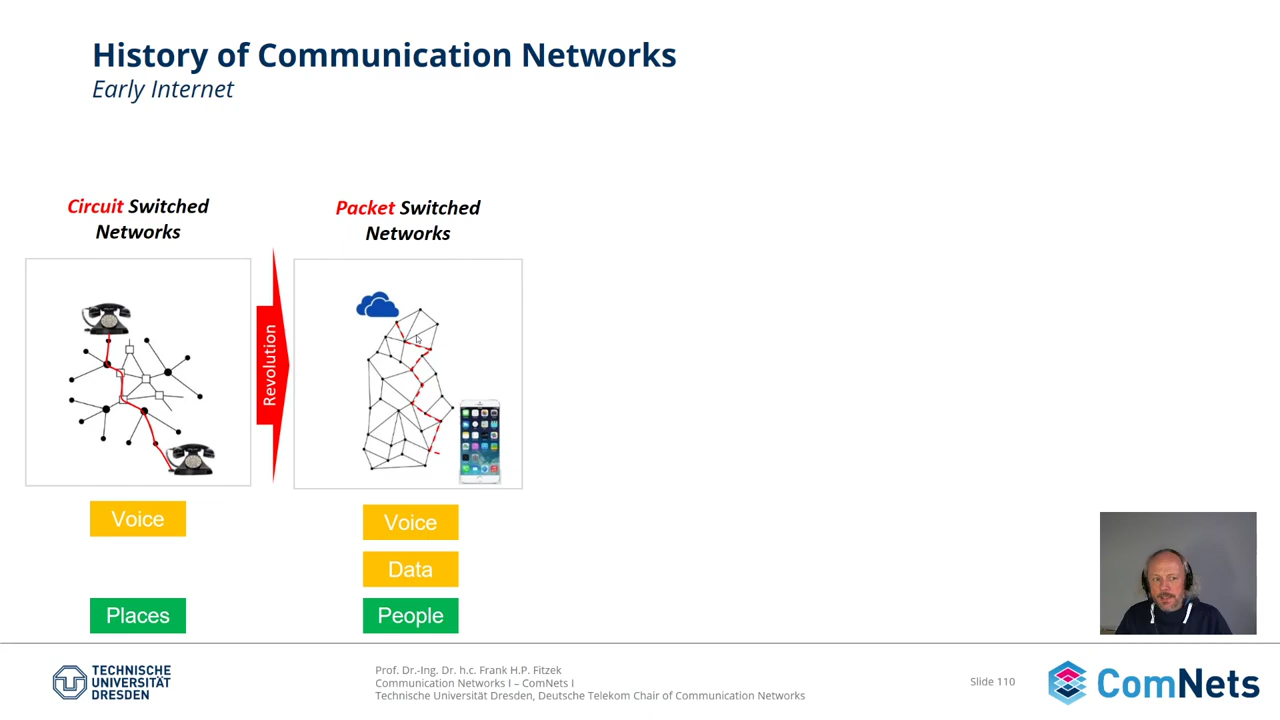 History of Communication Networks
Early Internet
Circuit Switched
Networks
Packet Switched
Networks
Revolution
Voice
Places
Voice
Data
People
TECHNISCHE
UNIVERSITÄT
DRESDEN
Prof. Dr.-Ing. Dr. h.c. Frank H.P. Fitzek
Communication Networks I – ComNets I
Technische Universität Dresden, Deutsche Telekom Chair of Communication Networks
Slide 110
ComNets